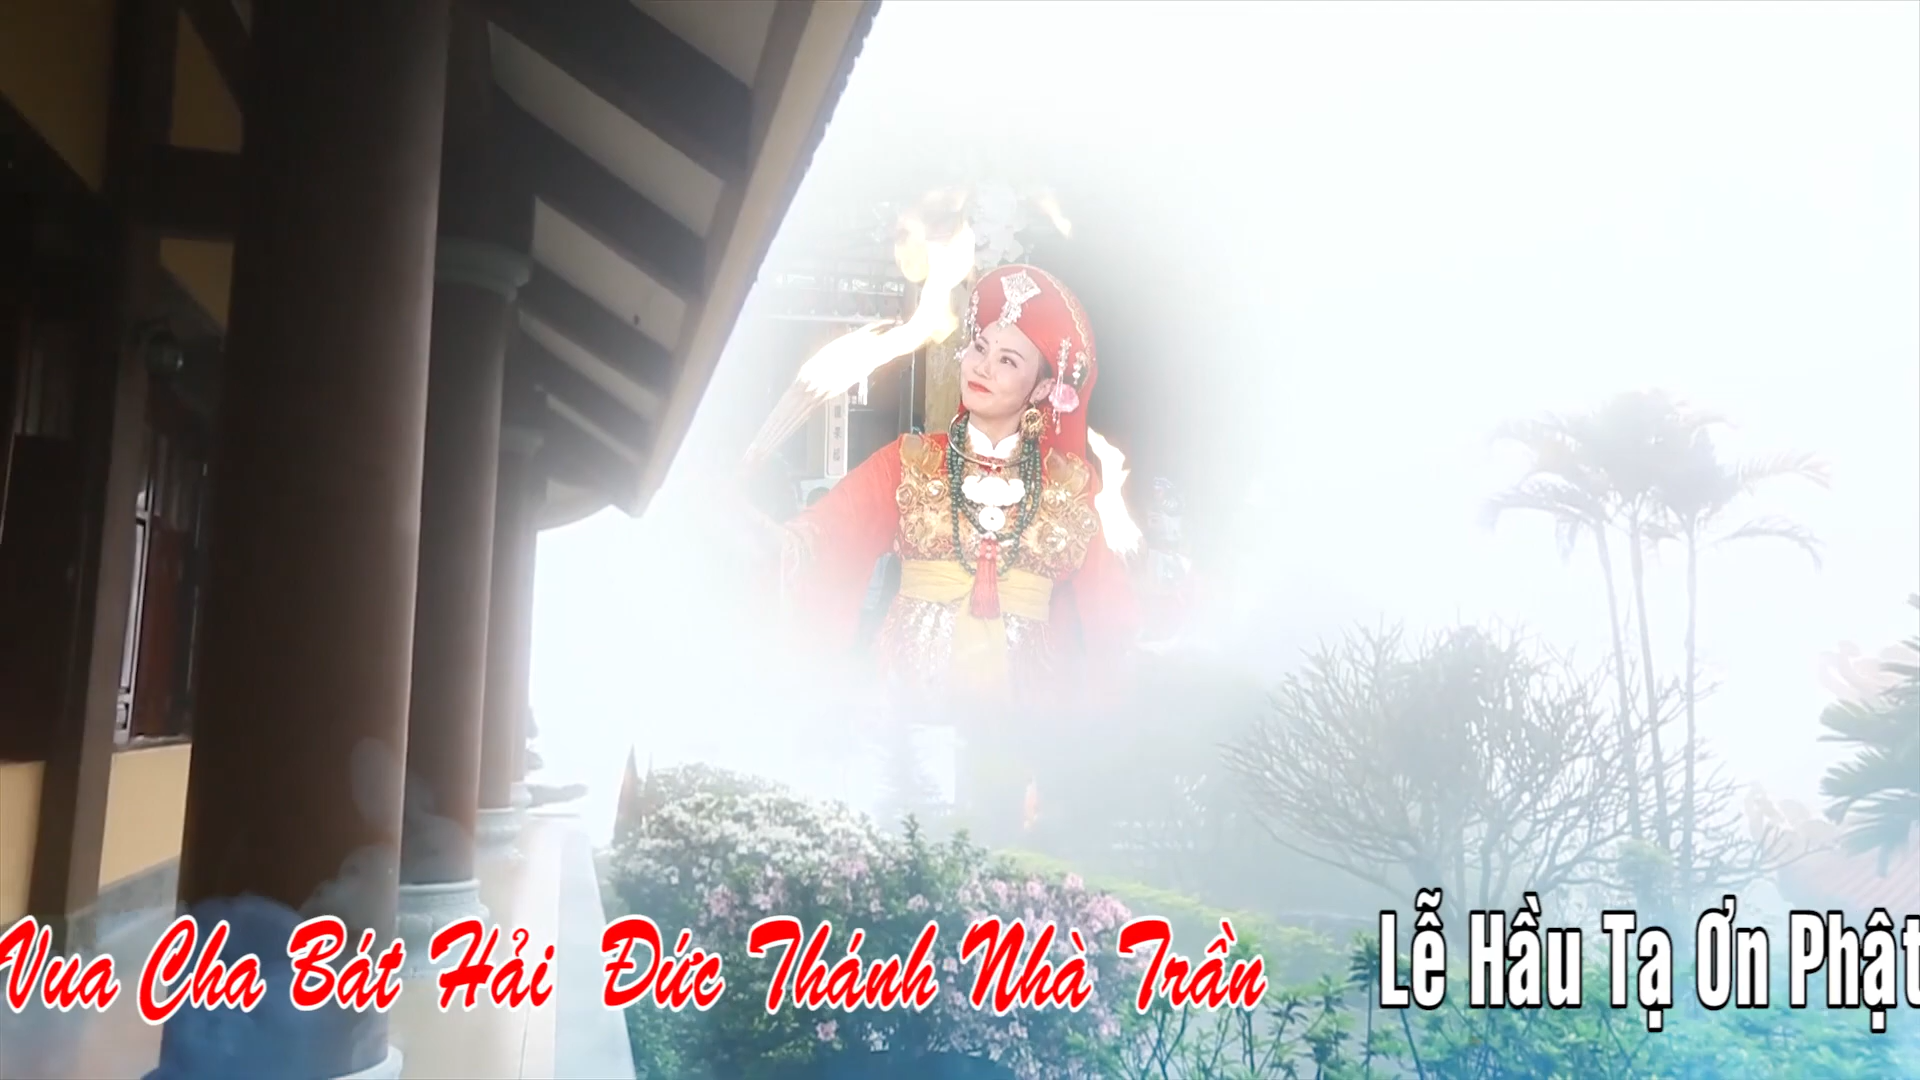 Vua Cha Bát Hải Đức Thánh Nhà Trần
Lễ Hầu Tạ Ơn Phật